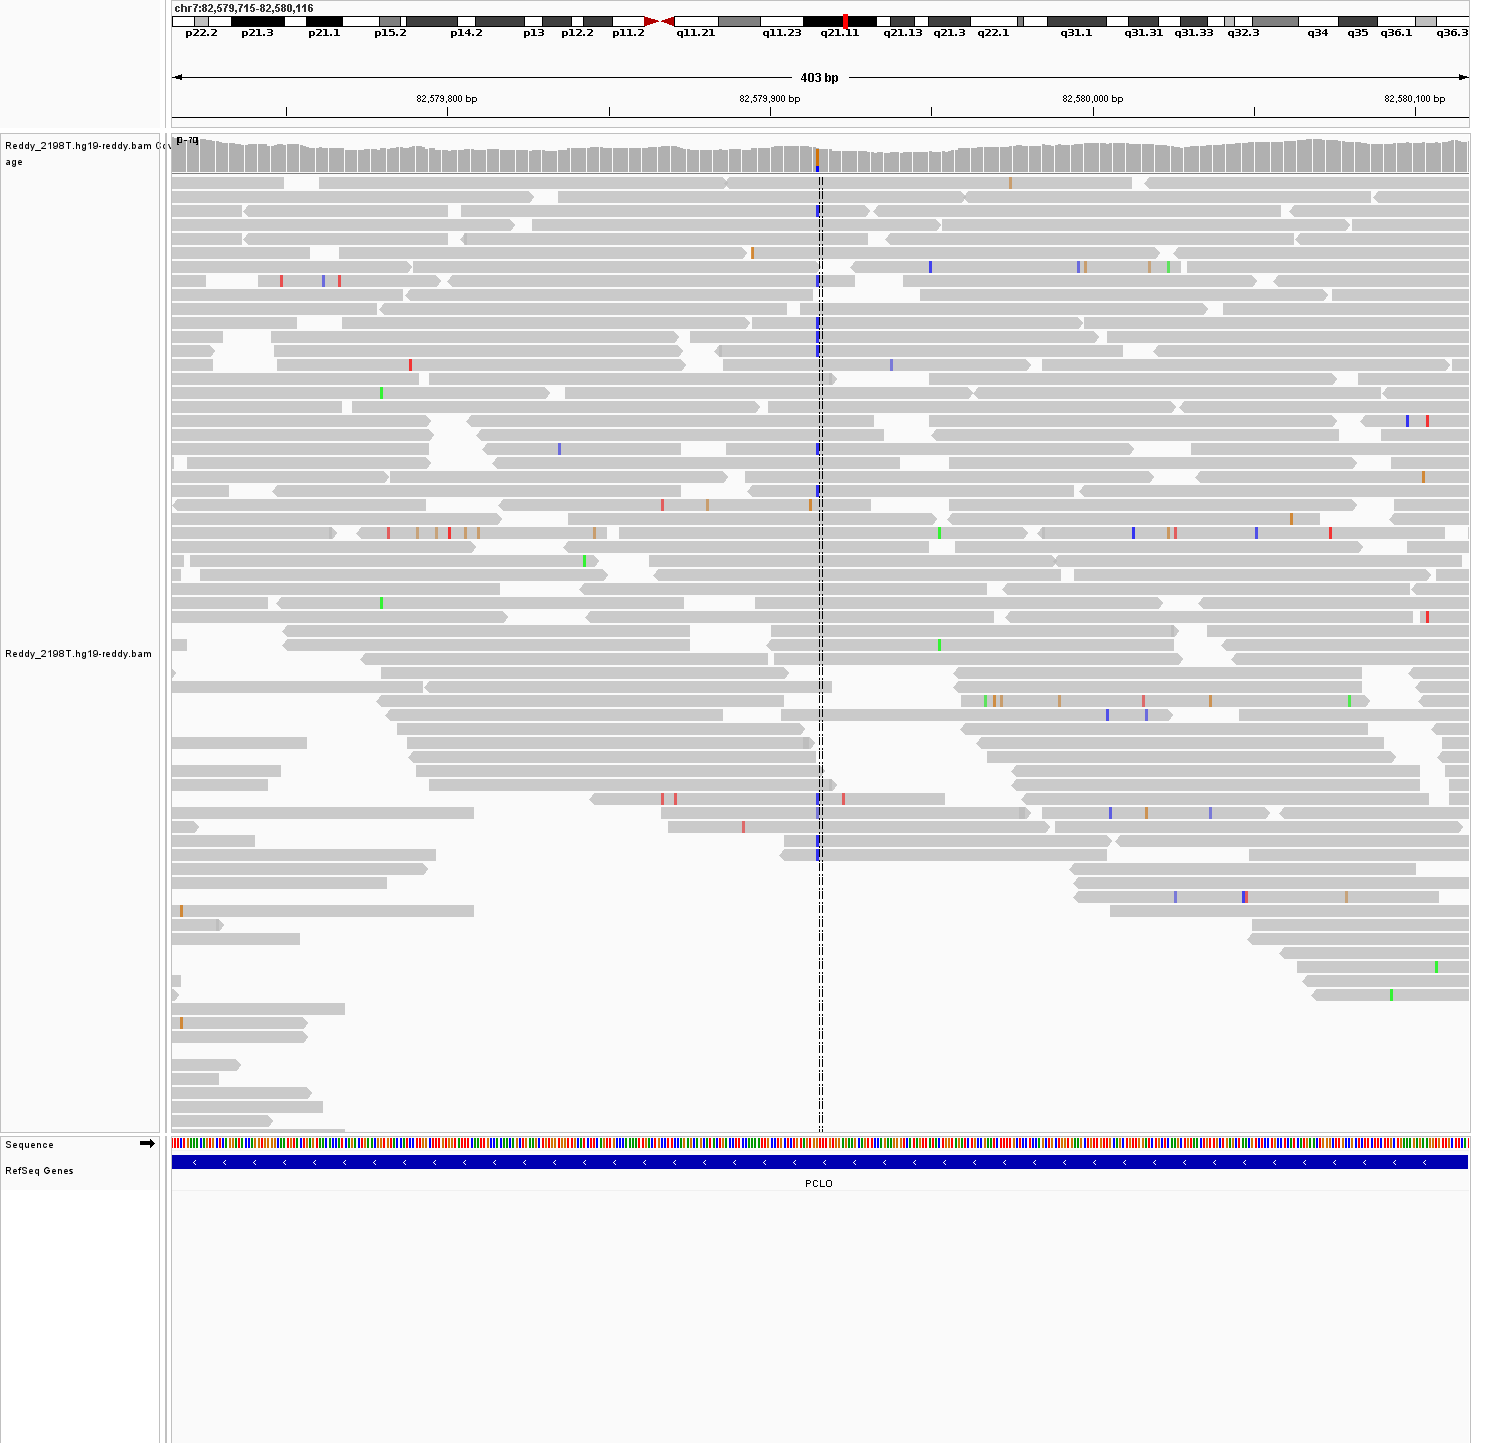 chr7:82,579,715-82,580,116
p22.2 p21.3 p21.1 p15.2 p14.2 p13 p12.2 p11.2 q11.21 q11.23 q21.11 q21.13 q21.3 q22.1 q31.1 q31.31 q31.33 q32.3 q34 q35 q36.1 q36.3
403 bp
82,579,800 bp 82,579,900 bp 82,580,000 bp 82,580,100 bp
Reddy_2198T.hg19-reddy.bam Cov
age
Reddy_2198T.hg19-reddy.bam
Sequence
RefSeq Genes
PCLO